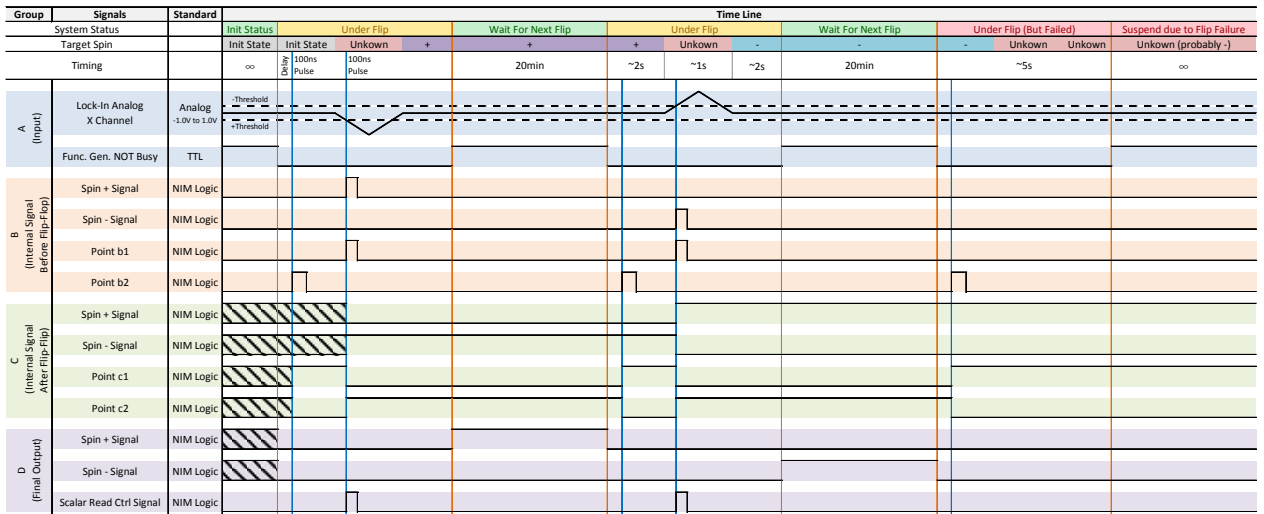 Group Signals Standard Time Line
System Status Init Status Under Flip Wait For Next Flip Under Flip Wait For Next Flip Under Flip (But Failed) Suspend due to Flip Failure
Target Spin Init State Init State Unkown + + + Unkown - - - Unkown Unkown Unkown (probably -)
Timing ∞ Delay 100ns Pulse 100ns Pulse 20min ~2s ~1s ~2s 20min ~5s ∞
A
(Input)
Lock-In Analog
X Channel
Analog
-1.0V to 1.0V
-Threshold
+Threshold
Func. Gen. NOT Busy TTL
B
(Internal Signal
Before Flip-Flop)
Spin + Signal NIM Logic
Spin - Signal NIM Logic
Point b1 NIM Logic
Point b2 NIM Logic
C
(Internal Signal
After Flip-Flip)
Spin + Signal NIM Logic
Spin - Signal NIM Logic
Point c1 NIM Logic
Point c2 NIM Logic
D
(Final Output)
Spin + Signal NIM Logic
Spin - Signal NIM Logic
Scalar Read Ctrl Signal NIM Logic